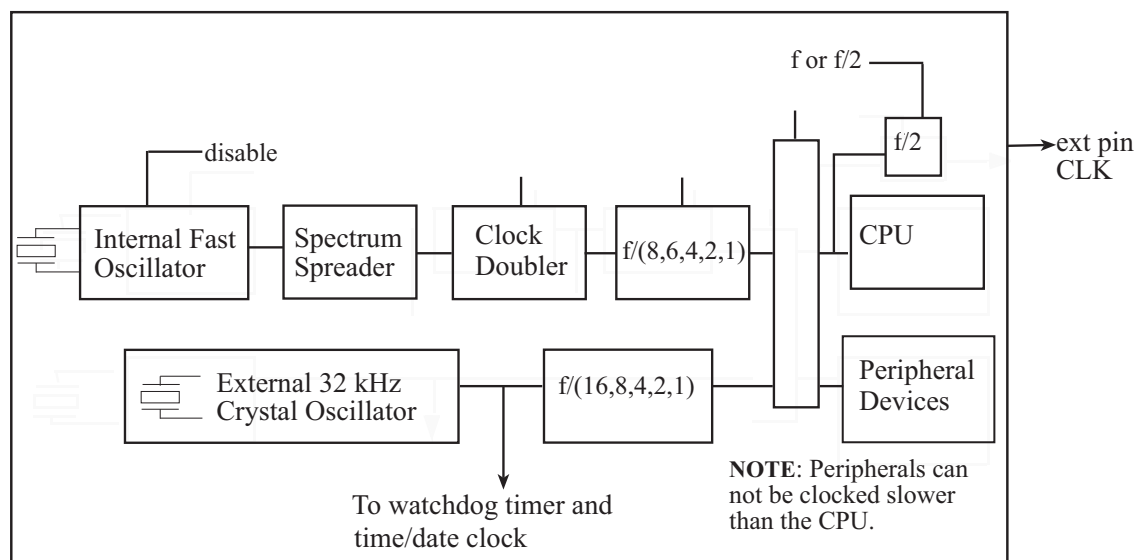 f or f/2
f/2
ext pin
CLK
disable
Internal Fast
Oscillator
Spectrum
Spreader
Clock
Doubler
f/(8,6,4,2,1)
CPU
External 32 kHz
Crystal Oscillator
f/(16,8,4,2,1)
Peripheral
Devices
To watchdog timer and
time/date clock
NOTE: Peripherals can
not be clocked slower
than the CPU.